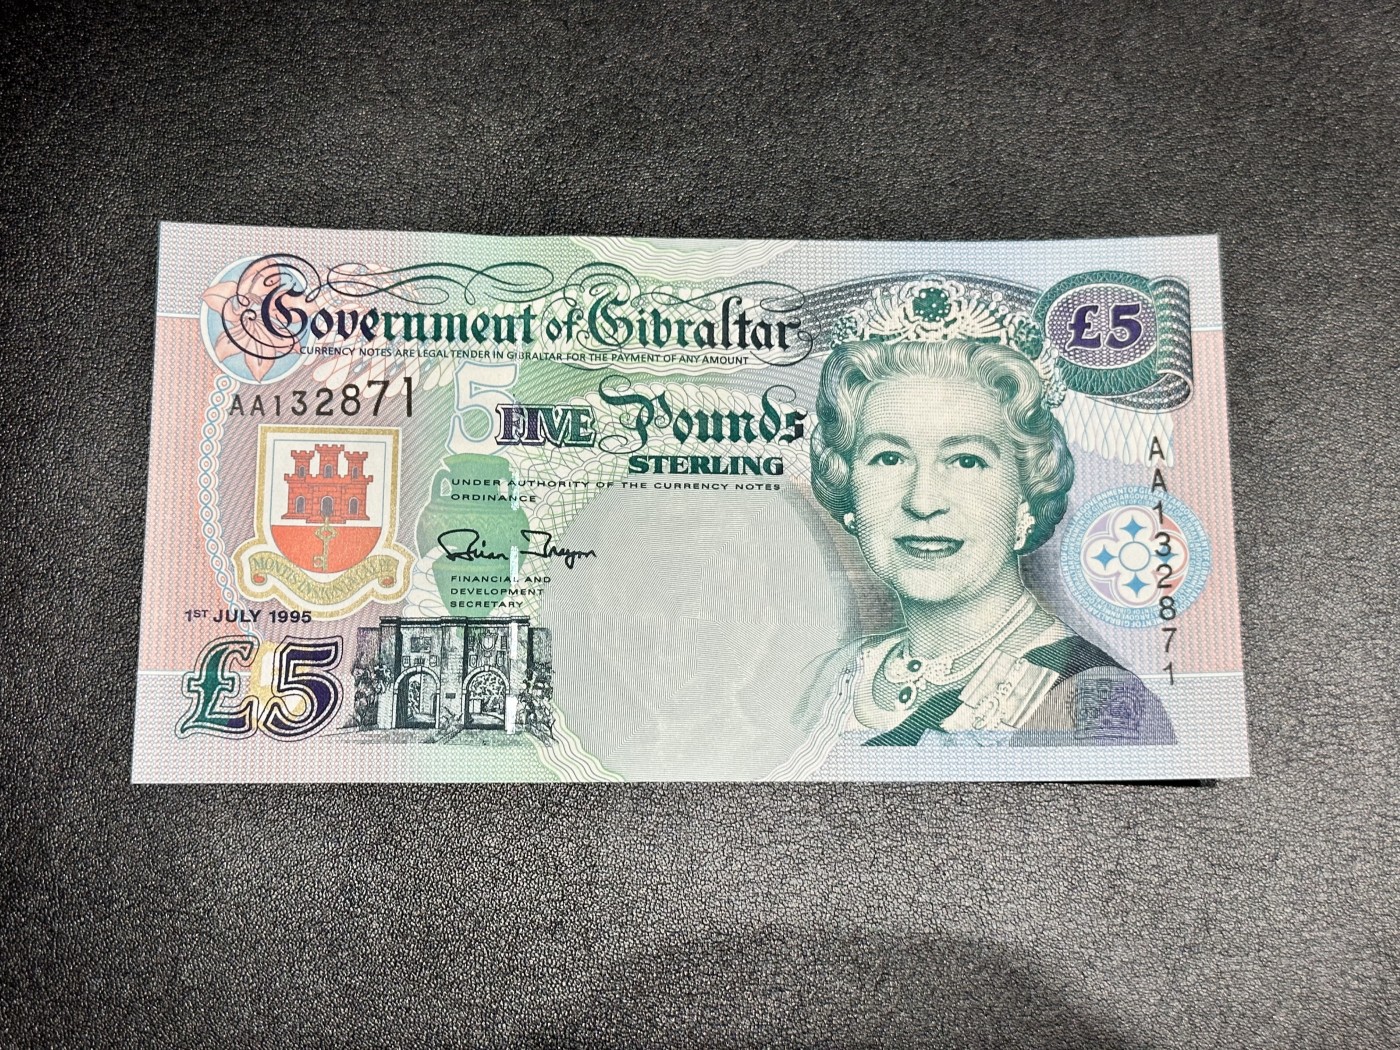 Government of Gibraltar
CURRENCY NOTES ARE LEGAL TENDER IN GIBRALTAR FOR THE PAYMENT OF ANY AMOUNT
£5
AA132871
5
FIVE Pounds
STERLING
UNDER AUTHORITY OF THE CURRENCY NOTES
ORDINANCE
Brian Traynor
FINANCIAL AND
DEVELOPMENT
SECRETARY
1ST JULY 1995
£5
AA132871